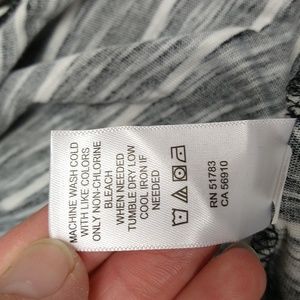 MACHINE WASH COLD
WITH LIKE COLORS
ONLY NON-CHLORINE
BLEACH
WHEN NEEDED
TUMBLE DRY LOW
COOL IRON IF
NEEDED
RN 51783
CA 56910